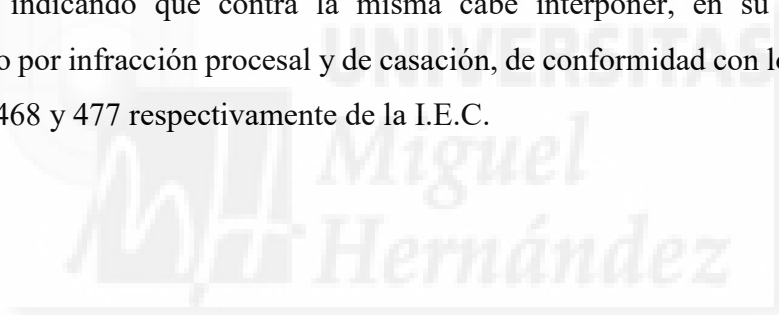 indicando que contra la misma cabe interponer, en su
o por infracción procesal y de casación, de conformidad con l
468 y 477 respectivamente de la I.E.C.
UNIVERSITAS
Miguel
Hernández